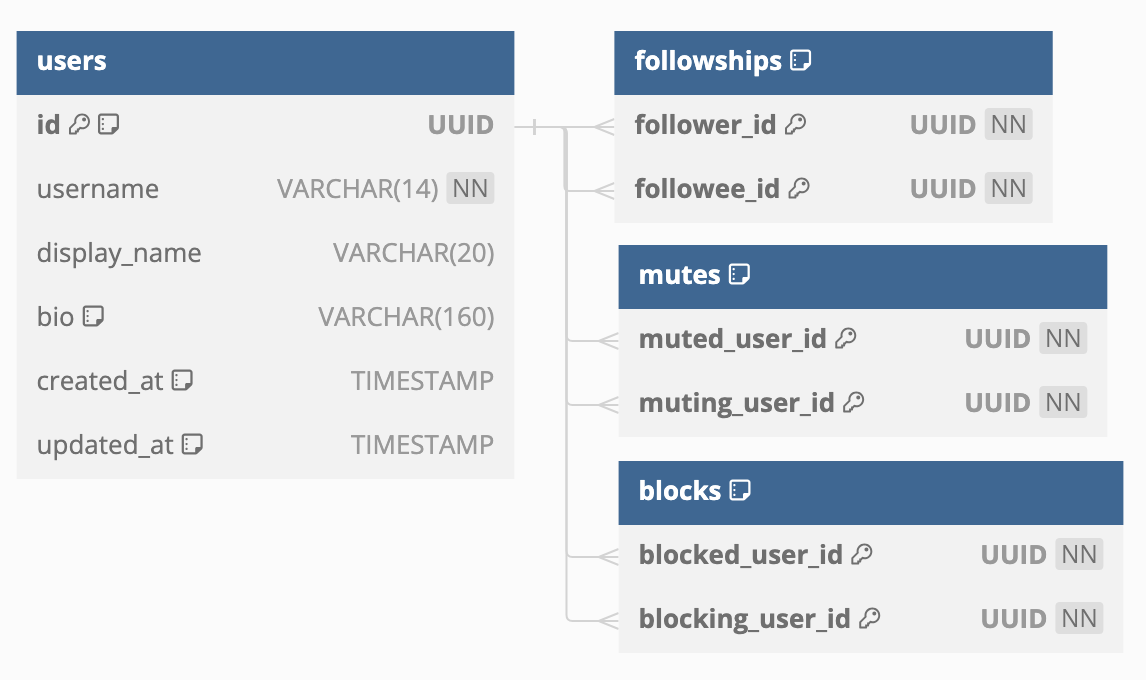 users
id UUID
username VARCHAR(14) NN
display_name VARCHAR(20)
bio VARCHAR(160)
created_at TIMESTAMP
updated_at TIMESTAMP
followships
follower_id UUID NN
followee_id UUID NN
mutes
muted_user_id UUID NN
muting_user_id UUID NN
blocks
blocked_user_id UUID NN
blocking_user_id UUID NN